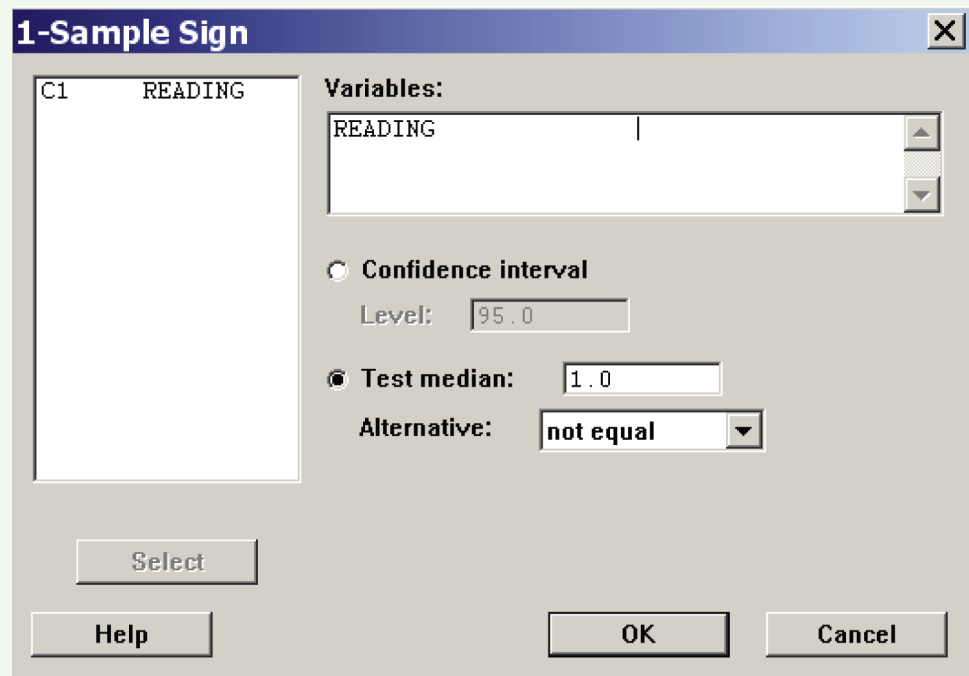 1-Sample Sign
C1 READING
Variables:
READING
Confidence interval
Level: 95.0
Test median: 1.0
Alternative: not equal
Select
Help OK Cancel